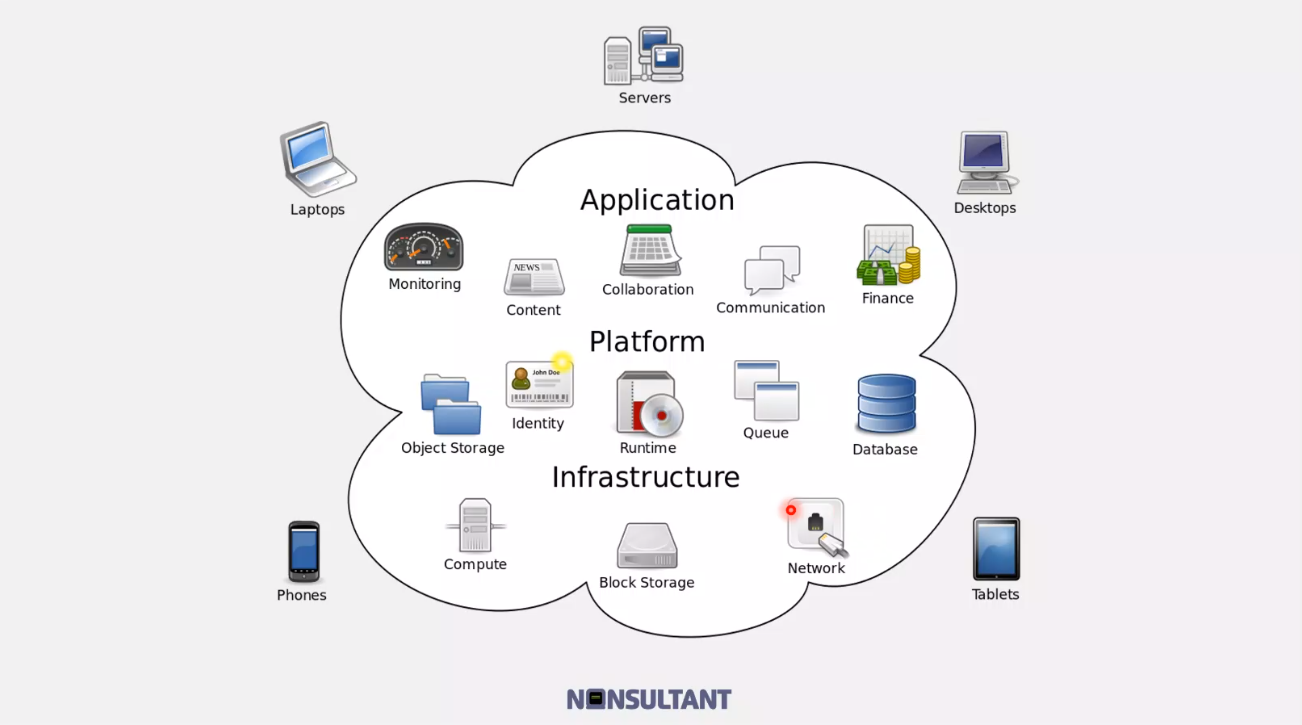 Servers
Laptops
Desktops
Application
Monitoring
NEWS
Content
Collaboration
Communication
Finance
Platform
John Doe
Object Storage
Identity
Runtime
Queue
Database
Infrastructure
Compute
Block Storage
Network
Phones
Tablets
NONSULTANT